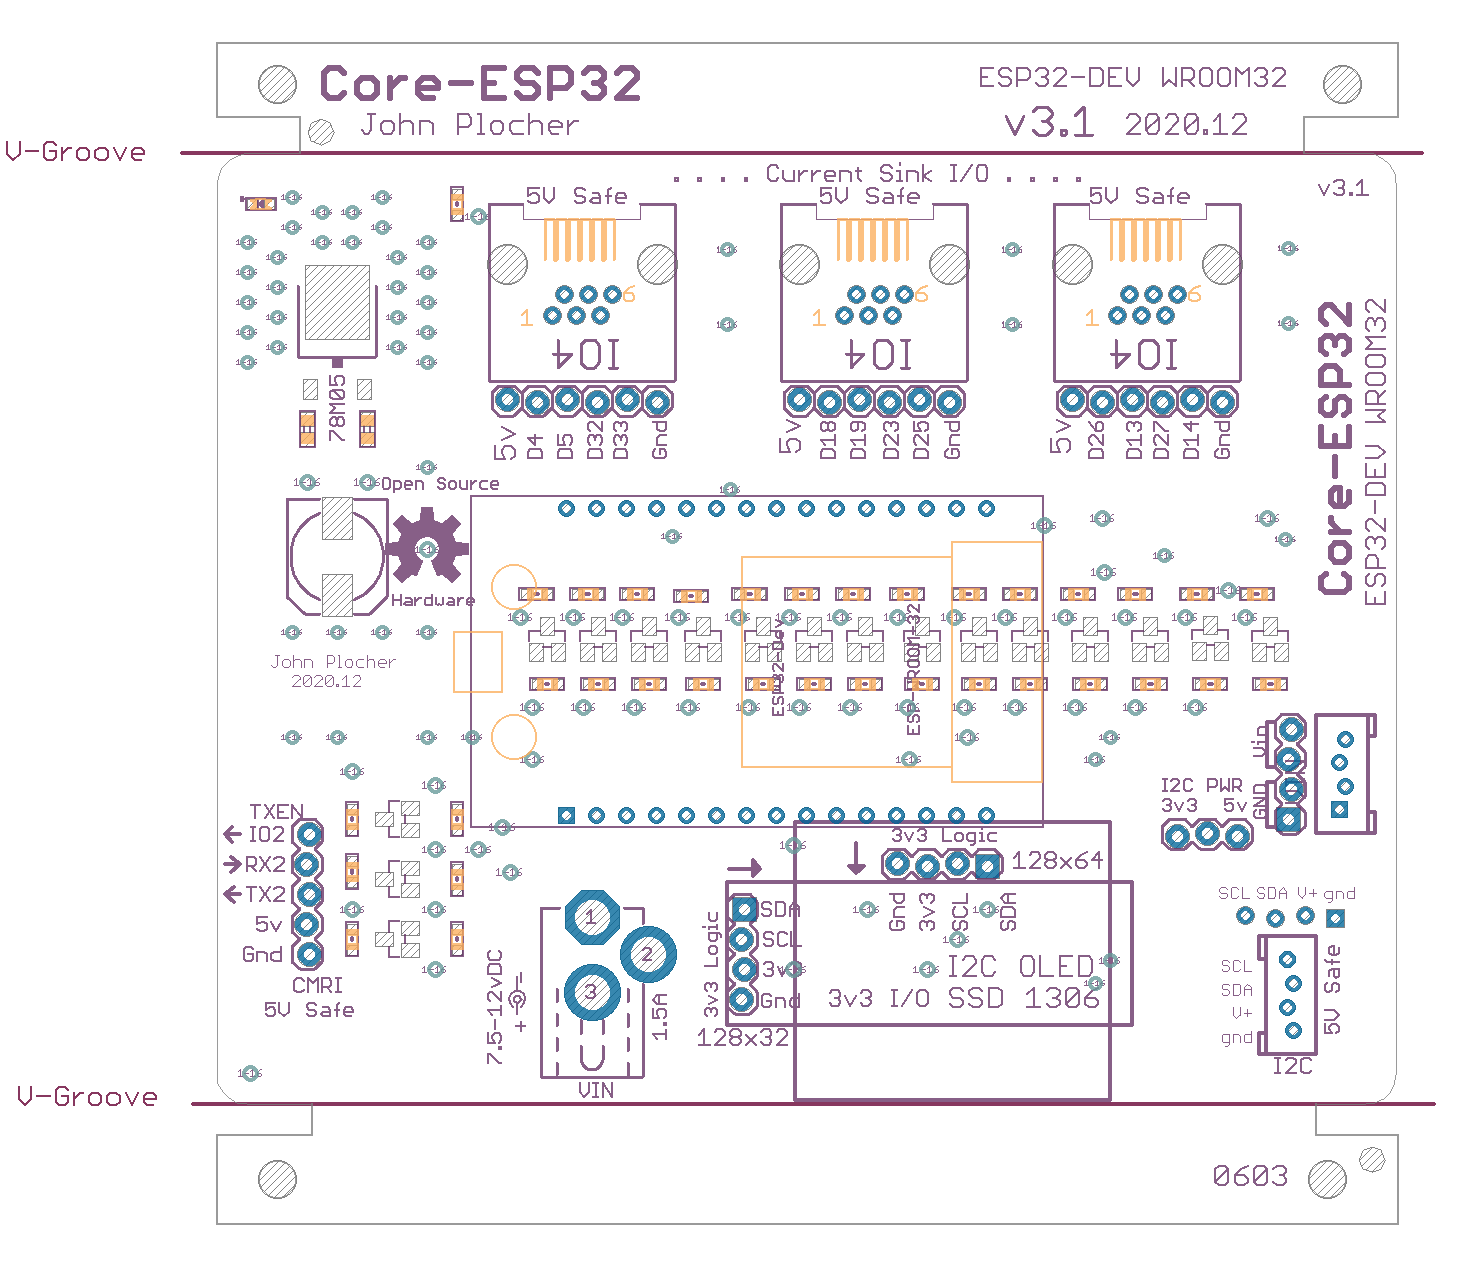 Core-ESP32
ESP32-DEV WROOM32
John Plocher
v3.1 2020.12
V-Groove
. . . . Current Sink I/O . . . .
5V Safe
5V Safe
5V Safe
v3.1
1 6
1 6
1 6
IO4
IO4
IO4
78M05
5v D4 D5 D32 D33 Gnd
5v D18 D19 D23 D25 Gnd
5v D26 D13 D27 D14 Gnd
Core-ESP32
ESP32-DEV WROOM32
Open Source
Hardware
John Plocher
2020.12
ESP32-Dev
ESP-WROOM-32
Vin
GND
I2C PWR
3v3 5v
TXEN
IO2
RX2
TX2
5v
Gnd
CMRI
5V Safe
3v3 Logic
128x64
Gnd 3v3 SCL SDA
SCL SDA V+ gnd
1
2
3
7.5-12vDC
- +
1.5A
VIN
3v3 Logic
SDA
SCL
3v3
Gnd
128x32
I2C OLED
3v3 I/O SSD 1306
SCL
SDA
V+
gnd
5V Safe
I2C
V-Groove
0603